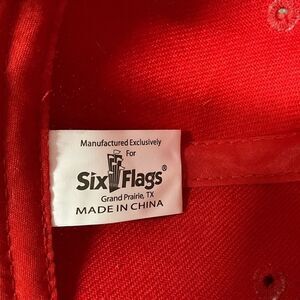 Manufactured Exclusively
For
Six Flags®
Grand Prairie, TX
MADE IN CHINA